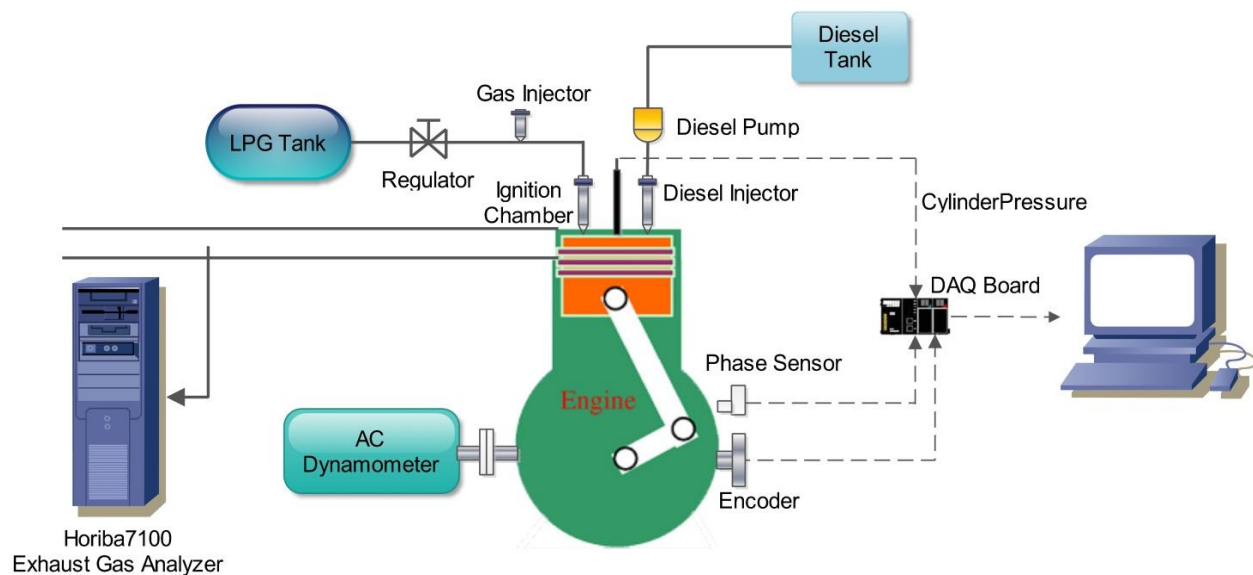 Diesel
Tank
Gas Injector
LPG Tank
Diesel Pump
Regulator
Ignition
Chamber
Diesel Injector
CylinderPressure
DAQ Board
Phase Sensor
Engine
AC
Dynamometer
Encoder
Horiba7100
Exhaust Gas Analyzer